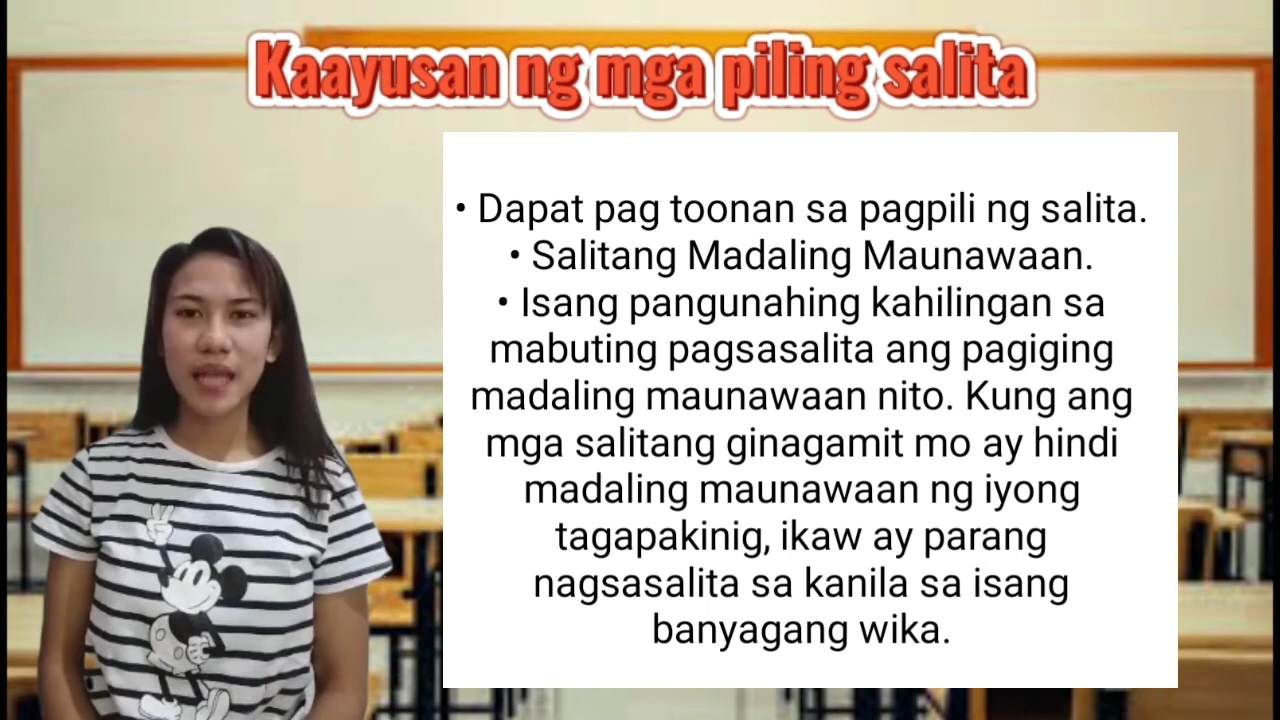 Kaayusan ng mga piling salita
• Dapat pag toonan sa pagpili ng salita.
• Salitang Madaling Maunawaan.
• Isang pangunahing kahilingan sa
mabuting pagsasalita ang pagiging
madaling maunawaan nito. Kung ang
mga salitang ginagamit mo ay hindi
madaling maunawaan ng iyong
tagapakinig, ikaw ay parang
nagsasalita sa kanila sa isang
banyagang wika.